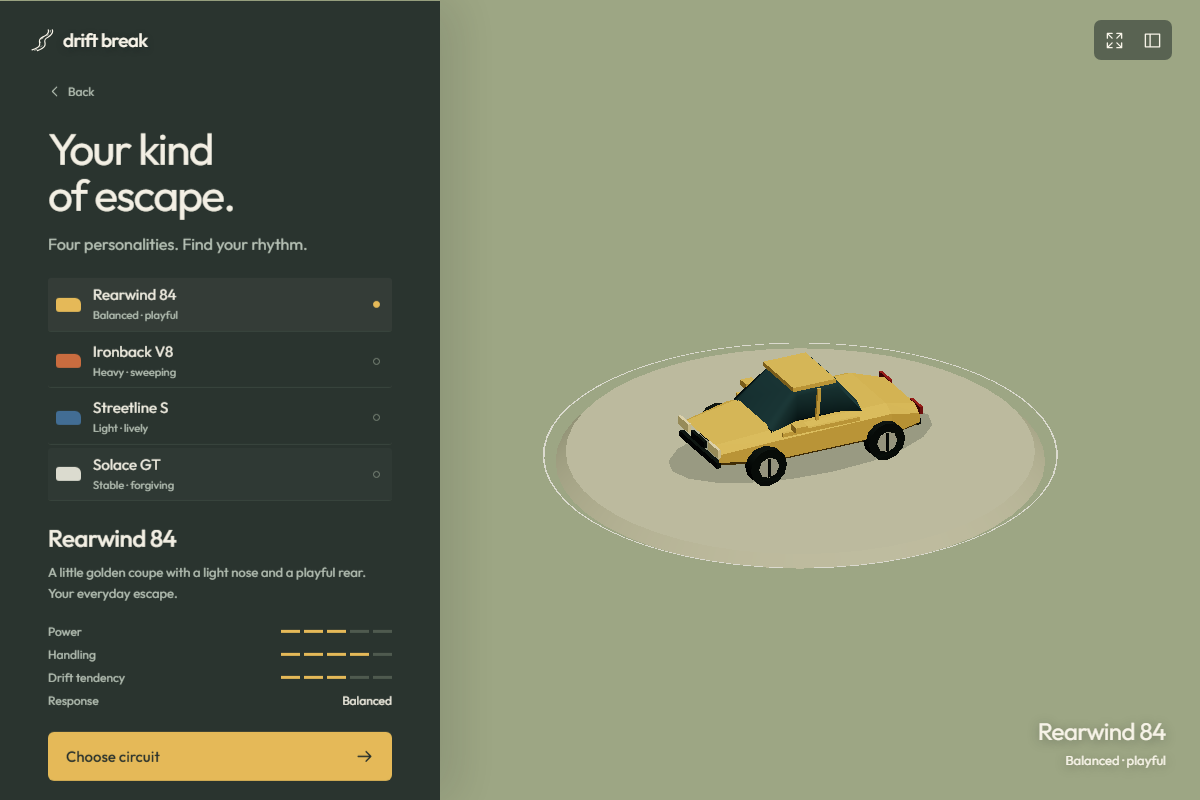 drift break
Back
Your kind
of escape.
Four personalities. Find your rhythm.
Rearwind 84
Balanced · playful
Ironback V8
Heavy · sweeping
Streetline S
Light · lively
Solace GT
Stable · forgiving
Rearwind 84
A little golden coupe with a light nose and a playful rear.
Your everyday escape.
Power
Handling
Drift tendency
Response Balanced
Choose circuit
Rearwind 84
Balanced · playful